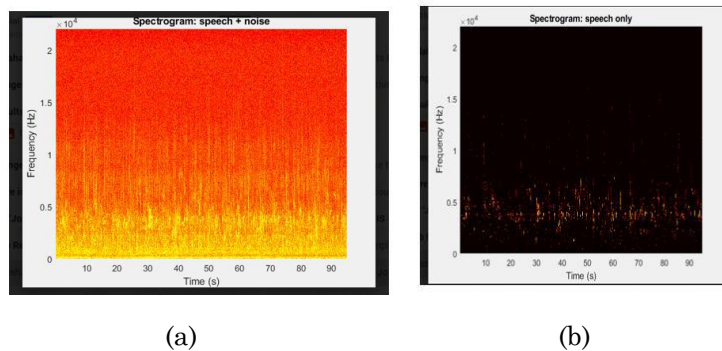 Spectrogram: speech + noise
×10⁴
2
1.5
1
0.5
0
Frequency (Hz)
10 20 30 40 50 60 70 80 90
Time (s)
(a)
Spectrogram: speech only
×10⁴
2
1.5
1
0.5
0
Frequency (Hz)
10 20 30 40 50 60 70 80 90
Time (s)
(b)